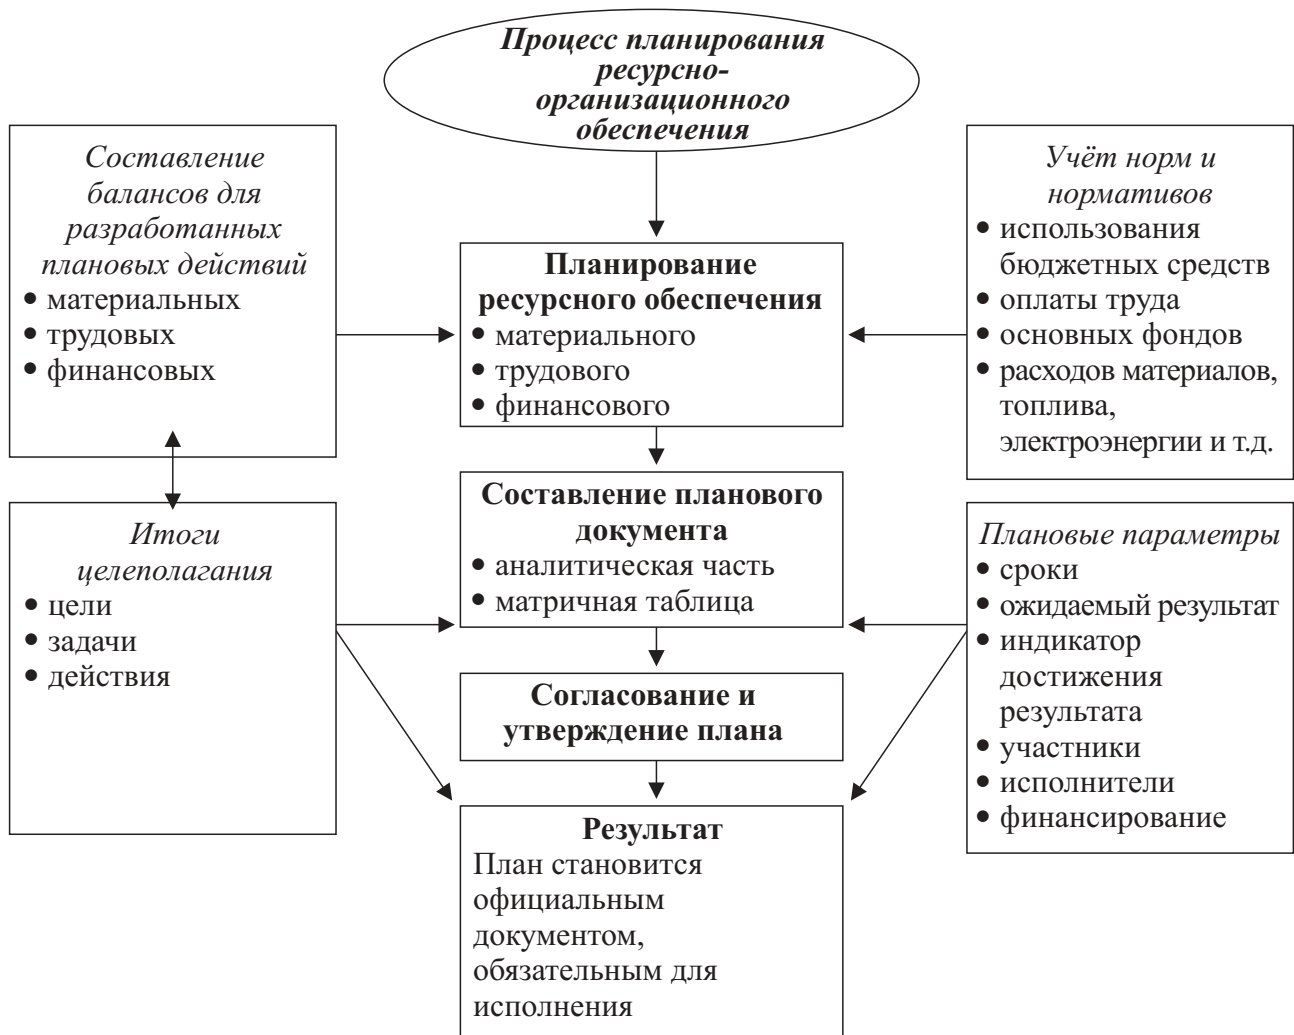 Процесс планирования
ресурсно-
организационного
обеспечения
Составление
балансов для
разработанных
плановых действий
• материальных
• трудовых
• финансовых
Планирование
ресурсного обеспечения
• материального
• трудового
• финансового
Учёт норм и
нормативов
• использования
бюджетных средств
• оплаты труда
• основных фондов
• расходов материалов,
топлива,
электроэнергии и т.д.
Итоги
целеполагания
• цели
• задачи
• действия
Составление планового
документа
• аналитическая часть
• матричная таблица
Плановые параметры
• сроки
• ожидаемый результат
• индикатор
достижения
результата
• участники
• исполнители
• финансирование
Согласование и
утверждение плана
Результат
План становится
официальным
документом,
обязательным для
исполнения